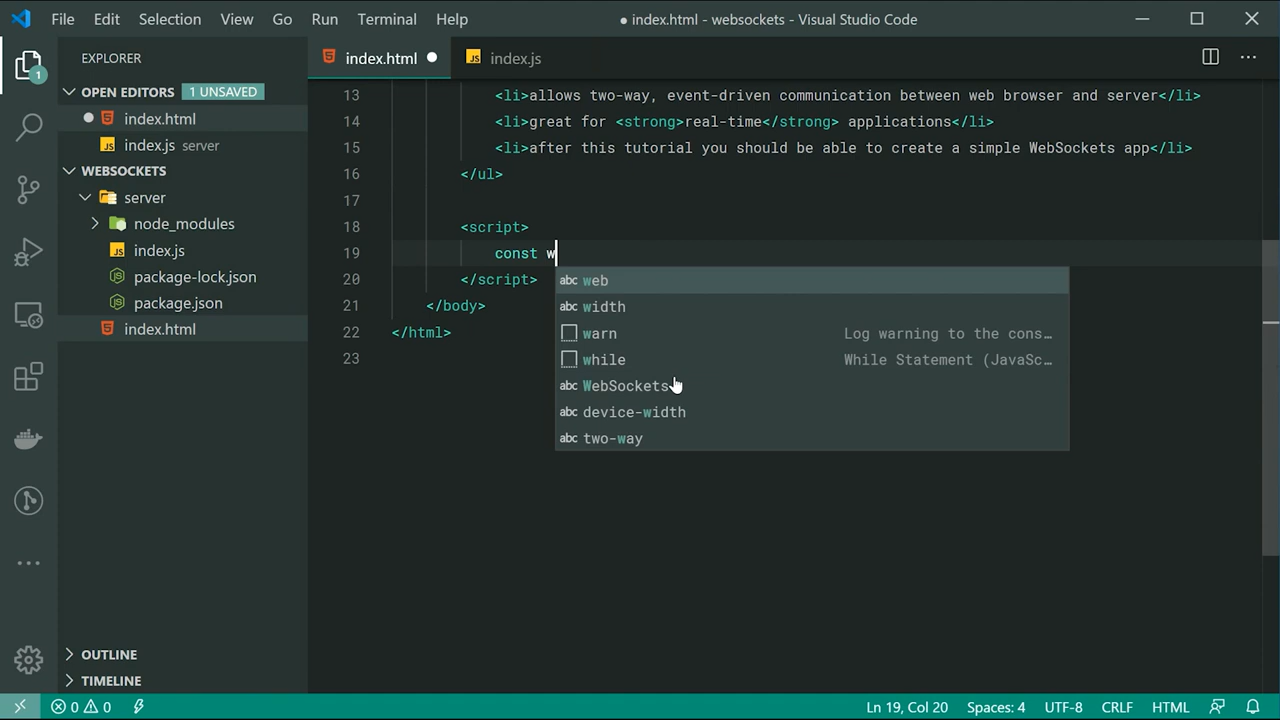 File Edit Selection View Go Run Terminal Help ● index.html - websockets - Visual Studio Code
EXPLORER
index.html ●
index.js
OPEN EDITORS 1 UNSAVED
● index.html
index.js server
WEBSOCKETS
server
node_modules
index.js
package-lock.json
package.json
index.html
OUTLINE
TIMELINE
1
13 <li>allows two-way, event-driven communication between web browser and server</li>
14 <li>great for <strong>real-time</strong> applications</li>
15 <li>after this tutorial you should be able to create a simple WebSockets app</li>
16 </ul>
17
18 <script>
19 const w
20 </script>
21 </body>
22 </html>
23
abc web
abc width
warn Log warning to the cons…
while While Statement (JavaSc…
abc WebSockets
abc device-width
abc two-way
0 0 Ln 19, Col 20 Spaces: 4 UTF-8 CRLF HTML